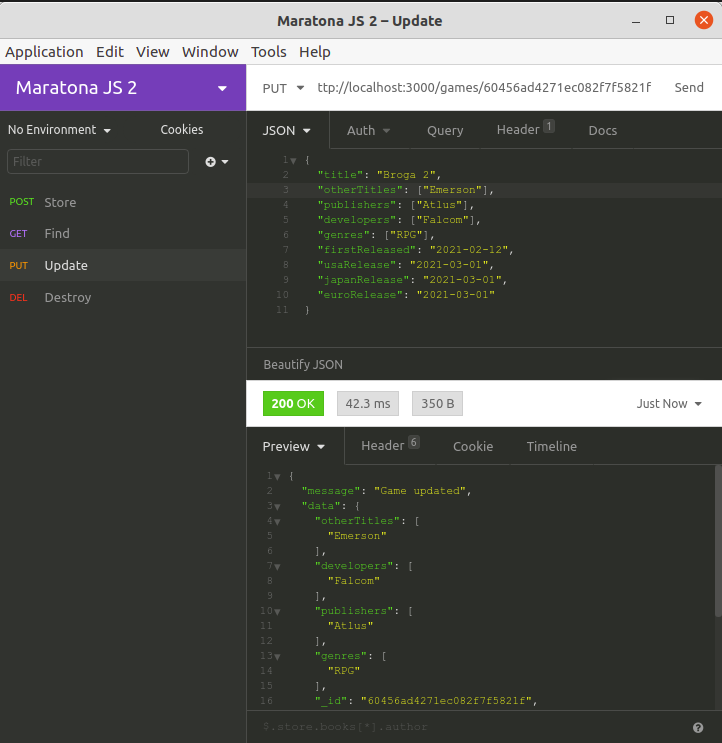 Maratona JS 2 – Update
Application Edit View Window Tools Help
Maratona JS 2
PUT ttp://localhost:3000/games/60456ad4271ec082f7f5821f Send
No Environment Cookies
JSON Auth Query Header 1 Docs
Filter
POST Store
GET Find
PUT Update
DEL Destroy
1 {
2 "title": "Broga 2",
3 "otherTitles": ["Emerson"],
4 "publishers": ["Atlus"],
5 "developers": ["Falcom"],
6 "genres": ["RPG"],
7 "firstReleased": "2021-02-12",
8 "usaRelease": "2021-03-01",
9 "japanRelease": "2021-03-01",
10 "euroRelease": "2021-03-01"
11 }
Beautify JSON
200 OK 42.3 ms 350 B Just Now
Preview Header 6 Cookie Timeline
1 {
2 "message": "Game updated",
3 "data": {
4 "otherTitles": [
5 "Emerson"
6 ],
7 "developers": [
8 "Falcom"
9 ],
10 "publishers": [
11 "Atlus"
12 ],
13 "genres": [
14 "RPG"
15 ],
16 "_id": "60456ad4271ec082f7f5821f",
$.store.books[*].author